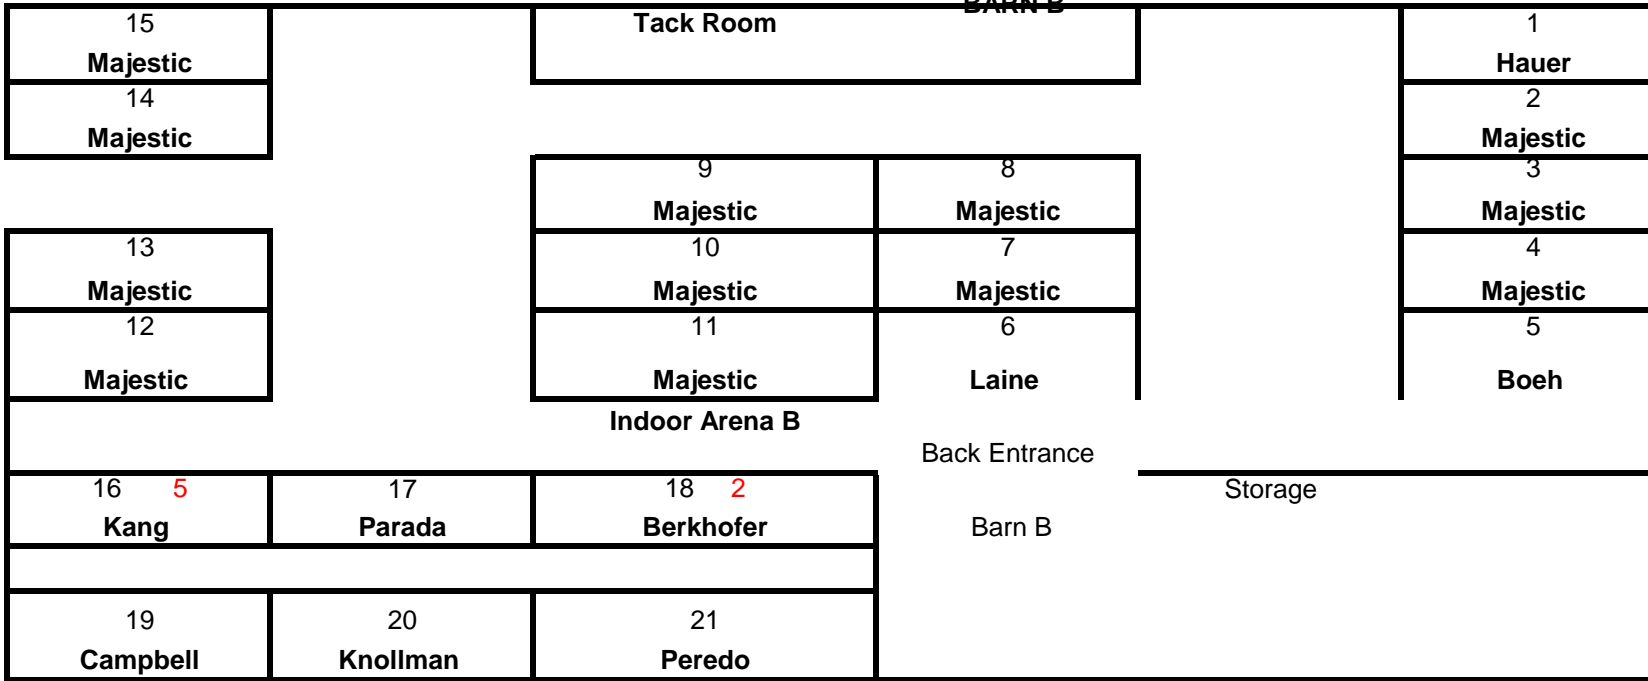 BARN B
15 Tack Room 1
Majestic Hauer
14 2
Majestic Majestic
9 8 3
Majestic Majestic Majestic
13 10 7 4
Majestic Majestic Majestic Majestic
12 11 6 5
Majestic Majestic Laine Boeh
Indoor Arena B
Back Entrance
16 5 17 18 2 Storage
Kang Parada Berkhofer Barn B
19 20 21
Campbell Knollman Peredo